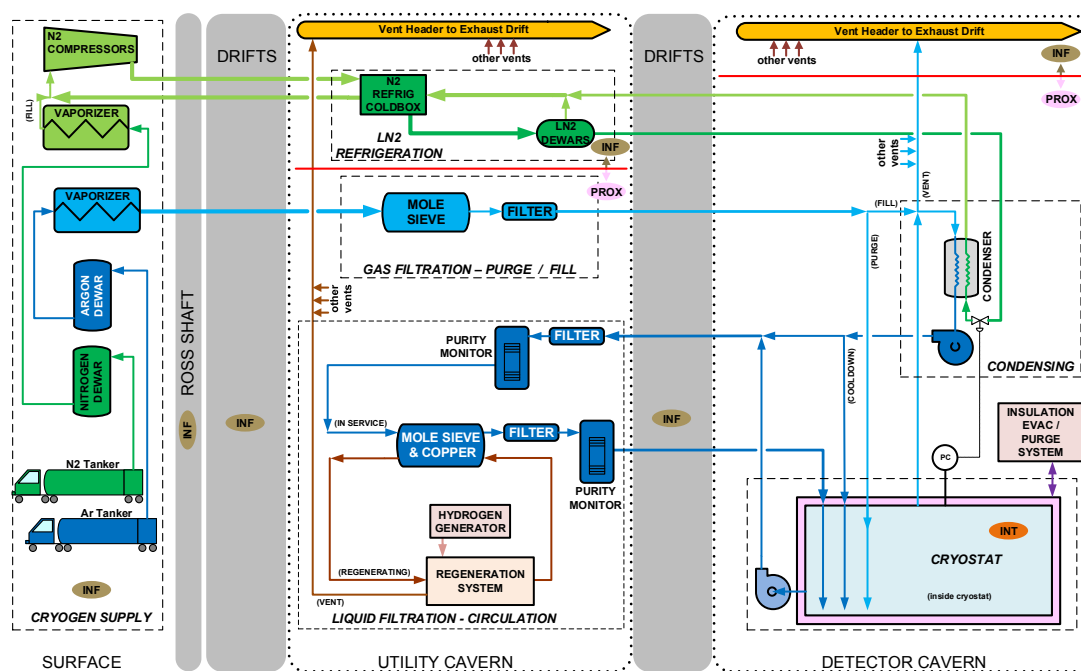 N2
COMPRESSORS
(FILL)
VAPORIZER
VAPORIZER
ARGON
DEWAR
NITROGEN
DEWAR
N2 Tanker
Ar Tanker
INF
CRYOGEN SUPPLY
SURFACE
ROSS SHAFT
INF
DRIFTS
INF
Vent Header to Exhaust Drift
other vents
N2
REFRIG
COLDBOX
LN2
DEWARS
LN2
REFRIGERATION
INF
PROX
MOLE
SIEVE
FILTER
GAS FILTRATION – PURGE / FILL
other
vents
PURITY
MONITOR
FILTER
(IN SERVICE)
MOLE SIEVE
& COPPER
FILTER
PURITY
MONITOR
HYDROGEN
GENERATOR
(REGENERATING)
REGENERATION
SYSTEM
(VENT)
LIQUID FILTRATION - CIRCULATION
UTILITY CAVERN
DRIFTS
INF
Vent Header to Exhaust Drift
other vents
INF
PROX
other
vents
(VENT)
(FILL)
(PURGE)
CONDENSER
C
CONDENSING
(COOLDOWN)
INSULATION
EVAC /
PURGE
SYSTEM
PC
INT
CRYOSTAT
(inside cryostat)
C
DETECTOR CAVERN